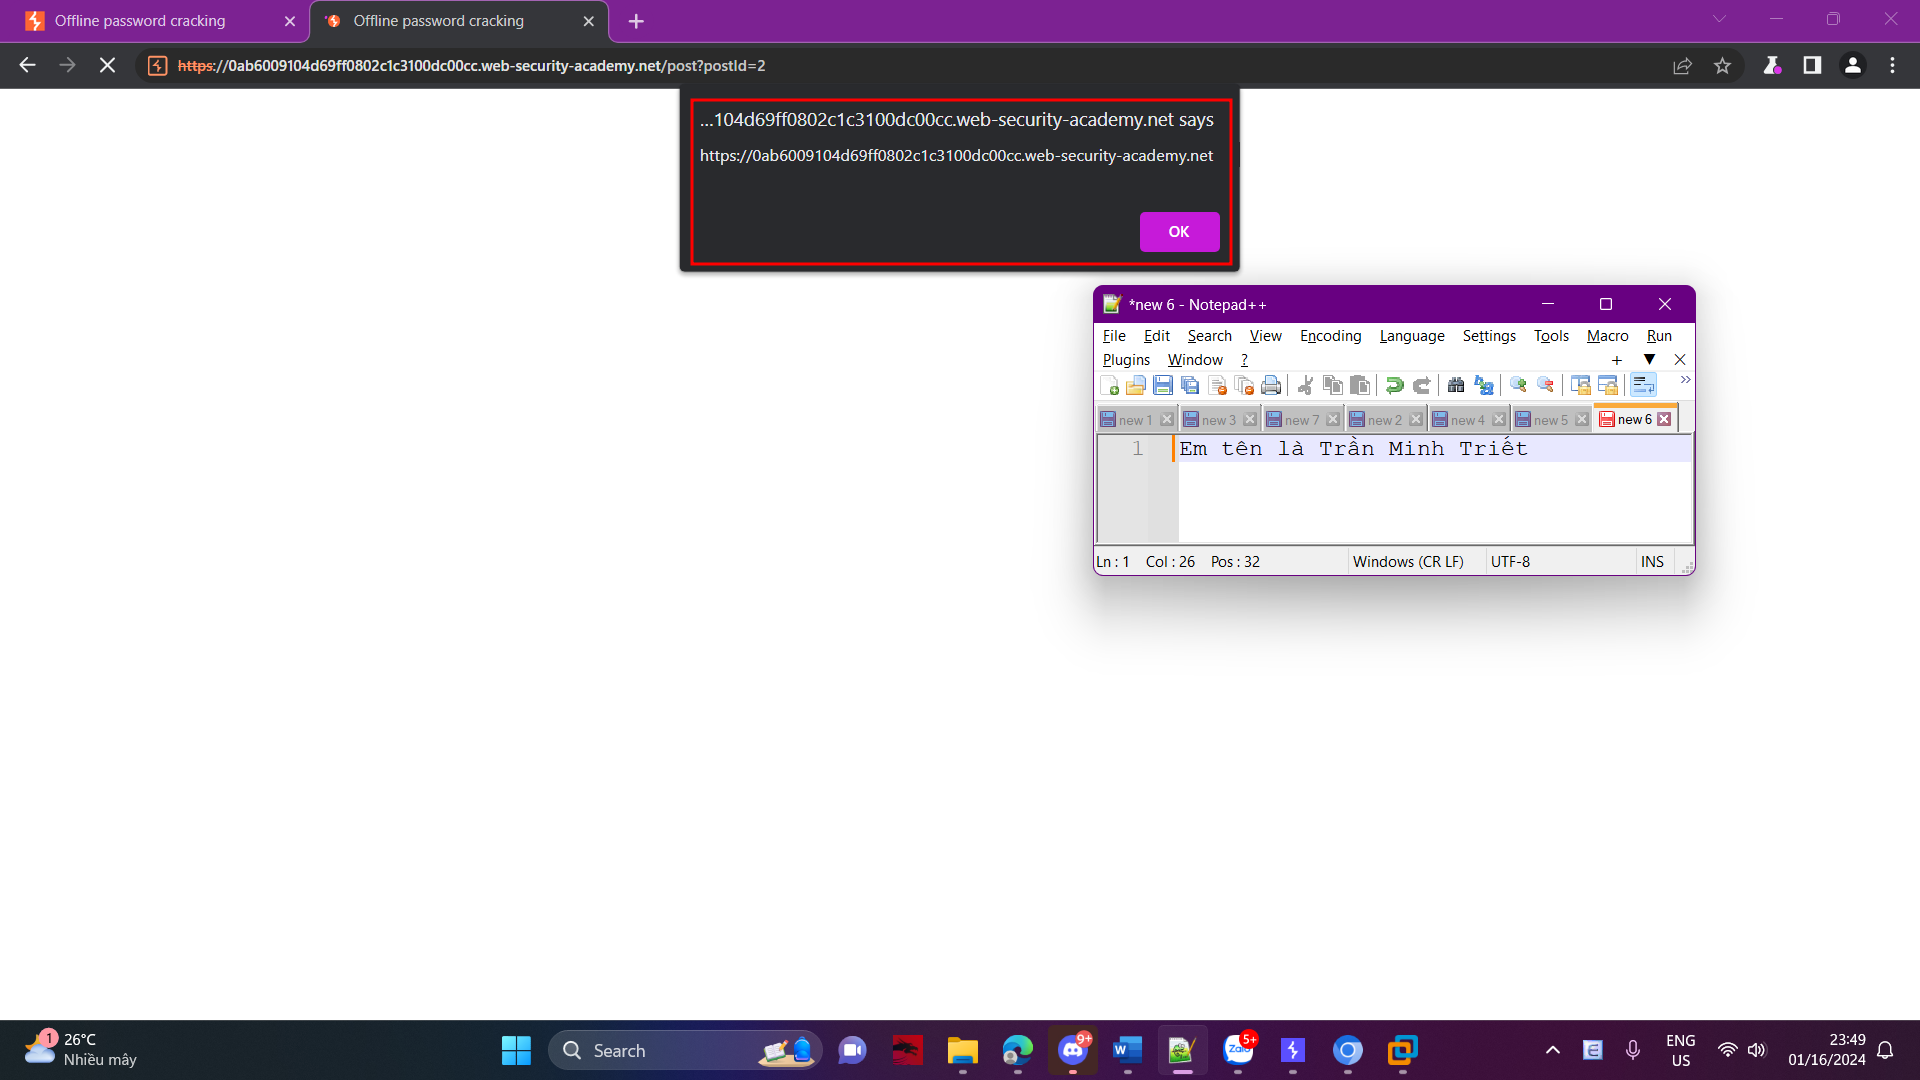 Offline password cracking
Offline password cracking
https://0ab6009104d69ff0802c1c3100dc00cc.web-security-academy.net/post?postId=2
...104d69ff0802c1c3100dc00cc.web-security-academy.net says
https://0ab6009104d69ff0802c1c3100dc00cc.web-security-academy.net
OK
*new 6 - Notepad++
File Edit Search View Encoding Language Settings Tools Macro Run
Plugins Window ?
new 1 new 3 new 7 new 2 new 4 new 5 new 6
1 Em tên là Trần Minh Triết
Ln : 1 Col : 26 Pos : 32 Windows (CR LF) UTF-8 INS
1 26°C
Nhiều mây
Search
9+
W
Zalo 5+
E
ENG
US
23:49
01/16/2024